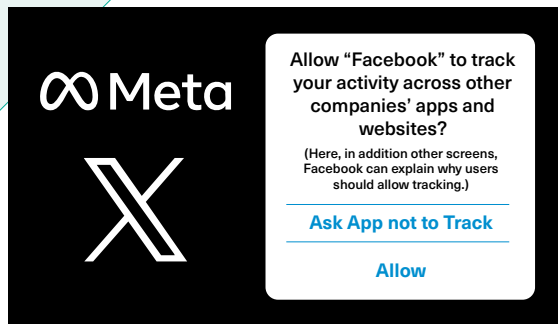 Meta
X
Allow “Facebook” to track
your activity across other
companies’ apps and
websites?
(Here, in addition other screens,
Facebook can explain why users
should allow tracking.)
Ask App not to Track
Allow